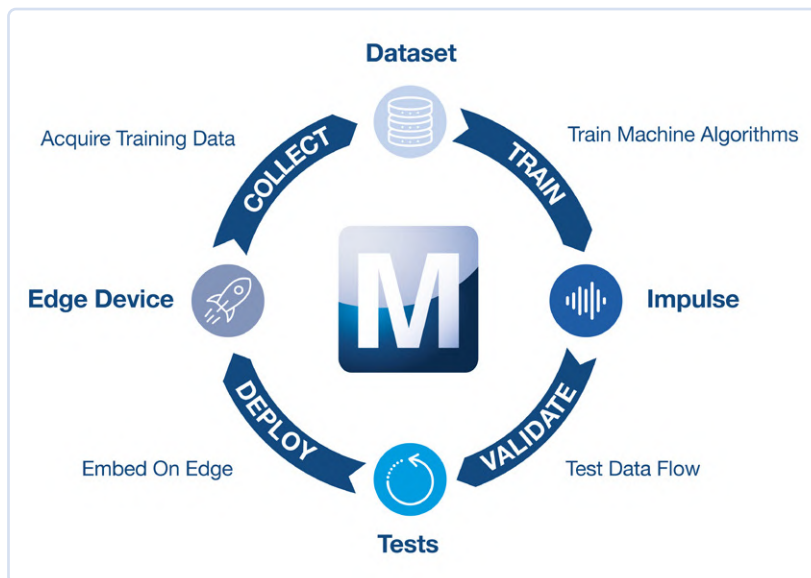 Dataset
Acquire Training Data
COLLECT
TRAIN
Train Machine Algorithms
Edge Device
M
Impulse
DEPLOY
VALIDATE
Embed On Edge
Test Data Flow
Tests